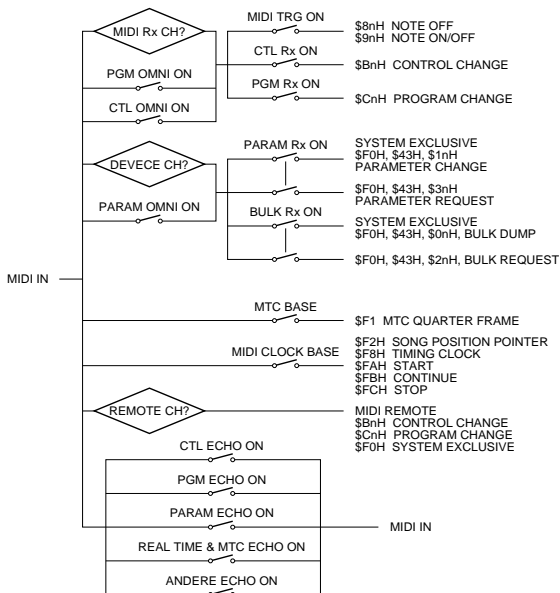 MIDI Rx CH?
MIDI TRG ON
$8nH NOTE OFF
$9nH NOTE ON/OFF
CTL Rx ON
$BnH CONTROL CHANGE
PGM OMNI ON
PGM Rx ON
$CnH PROGRAM CHANGE
CTL OMNI ON
DEVECE CH?
PARAM Rx ON
SYSTEM EXCLUSIVE
$F0H, $43H, $1nH
PARAMETER CHANGE
$F0H, $43H, $3nH
PARAMETER REQUEST
PARAM OMNI ON
BULK Rx ON
SYSTEM EXCLUSIVE
$F0H, $43H, $0nH, BULK DUMP
$F0H, $43H, $2nH, BULK REQUEST
MIDI IN
MTC BASE
$F1 MTC QUARTER FRAME
MIDI CLOCK BASE
$F2H SONG POSITION POINTER
$F8H TIMING CLOCK
$FAH START
$FBH CONTINUE
$FCH STOP
REMOTE CH?
MIDI REMOTE
$BnH CONTROL CHANGE
$CnH PROGRAM CHANGE
$F0H SYSTEM EXCLUSIVE
CTL ECHO ON
PGM ECHO ON
PARAM ECHO ON
MIDI IN
REAL TIME & MTC ECHO ON
ANDERE ECHO ON